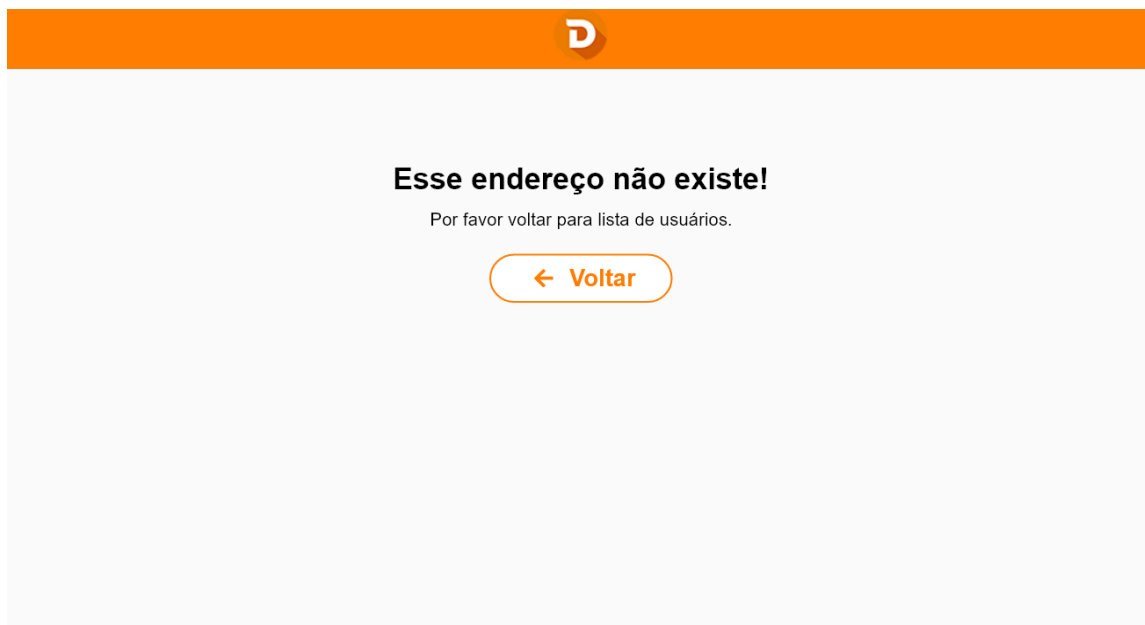 D
Esse endereço não existe!
Por favor voltar para lista de usuários.
Voltar